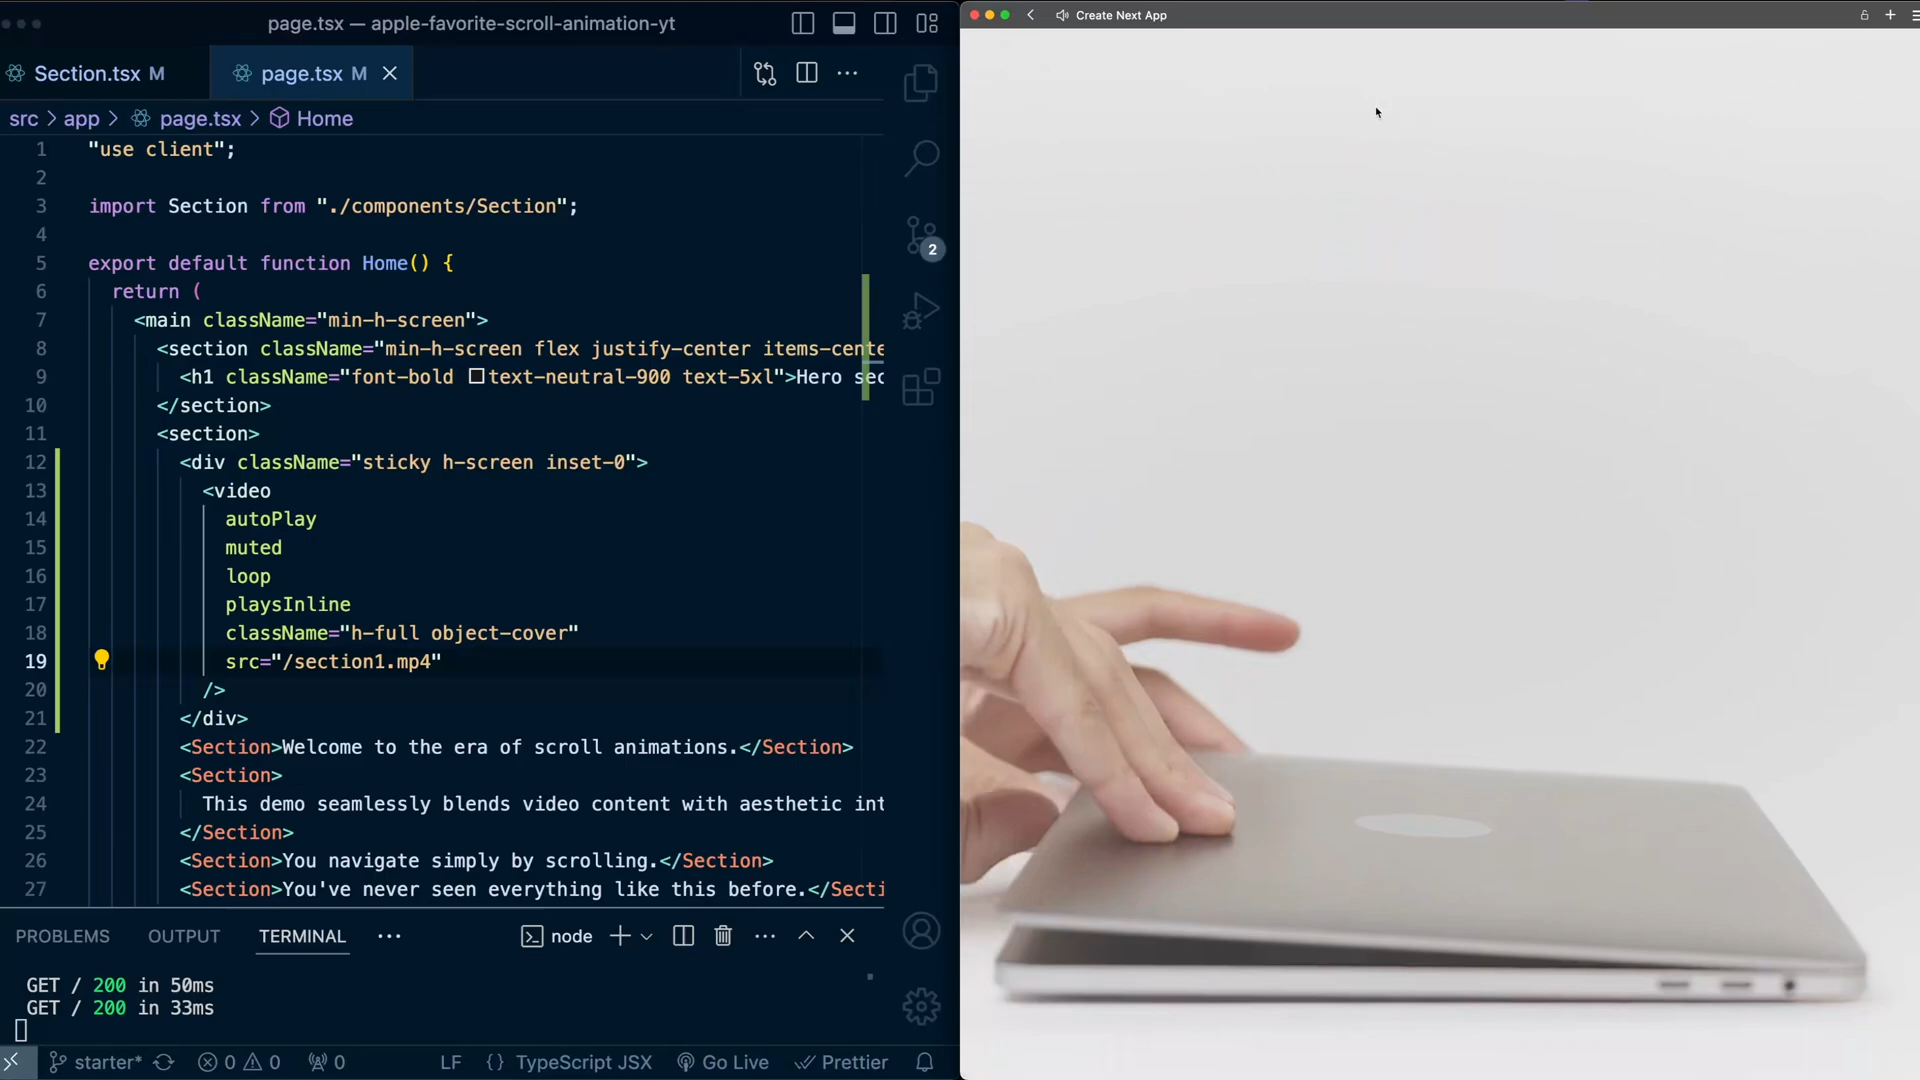 page.tsx — apple-favorite-scroll-animation-yt
Create Next App
Section.tsx M
page.tsx M
src > app > page.tsx > Home
1 "use client";
2
3 import Section from "./components/Section";
4
5 export default function Home() {
6 return (
7 <main className="min-h-screen">
8 <section className="min-h-screen flex justify-center items-cente
9 <h1 className="font-bold text-neutral-900 text-5xl">Hero sec
10 </section>
11 <section>
12 <div className="sticky h-screen inset-0">
13 <video
14 autoPlay
15 muted
16 loop
17 playsInline
18 className="h-full object-cover"
19 src="/section1.mp4"
20 />
21 </div>
22 <Section>Welcome to the era of scroll animations.</Section>
23 <Section>
24 This demo seamlessly blends video content with aesthetic int
25 </Section>
26 <Section>You navigate simply by scrolling.</Section>
27 <Section>You've never seen everything like this before.</Secti
2
PROBLEMS OUTPUT TERMINAL ··· node
GET / 200 in 50ms
GET / 200 in 33ms
starter* 0 0 0 LF {} TypeScript JSX Go Live Prettier